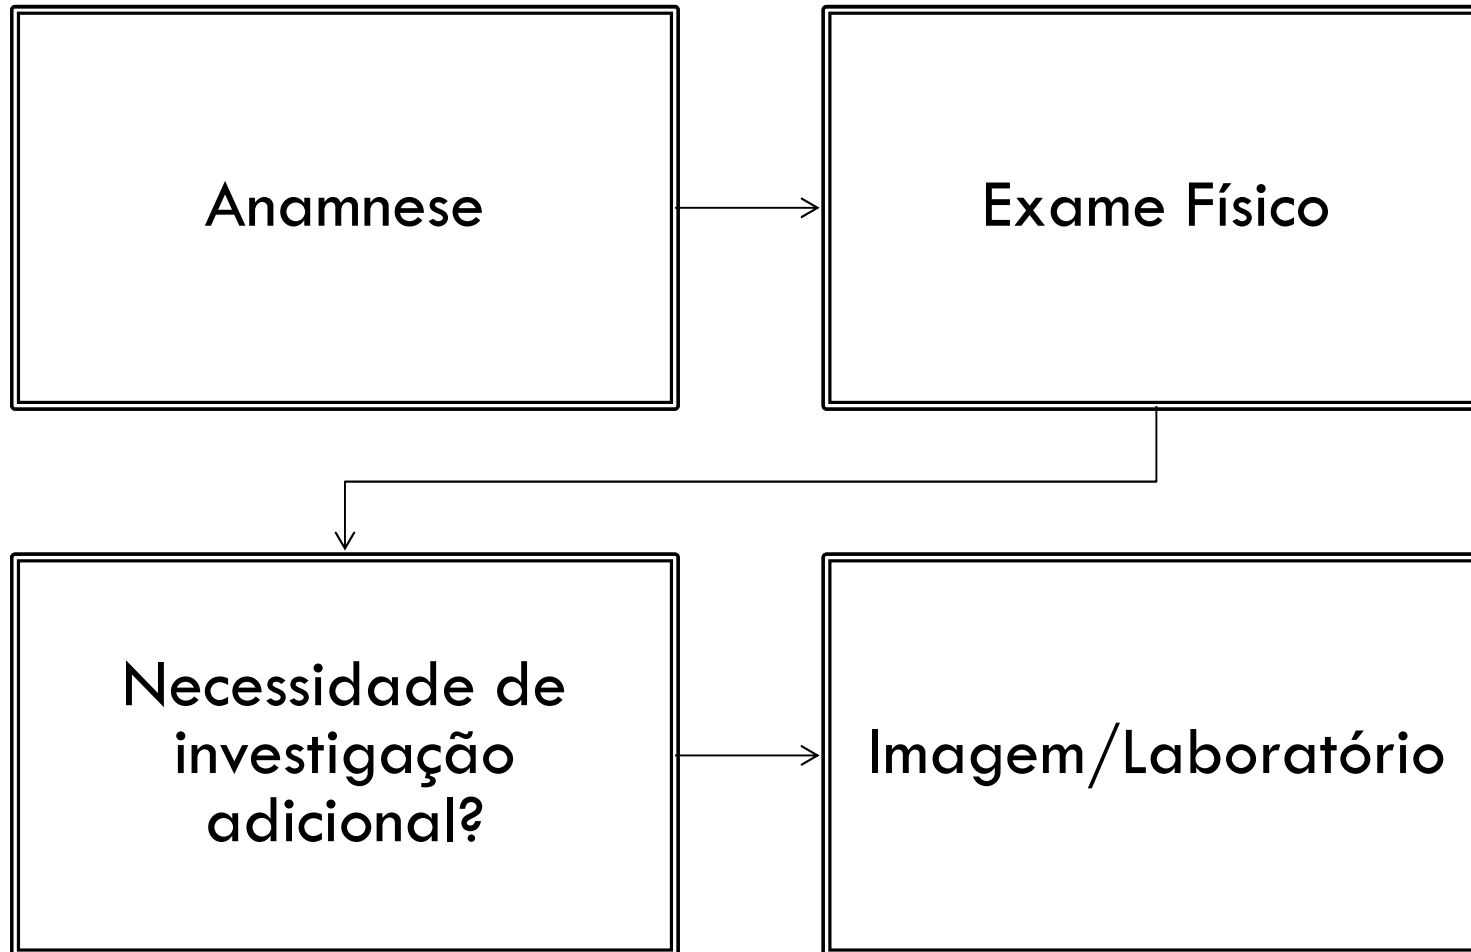 Anamnese
Exame Físico
Necessidade de
investigação
adicional?
Imagem/Laboratório